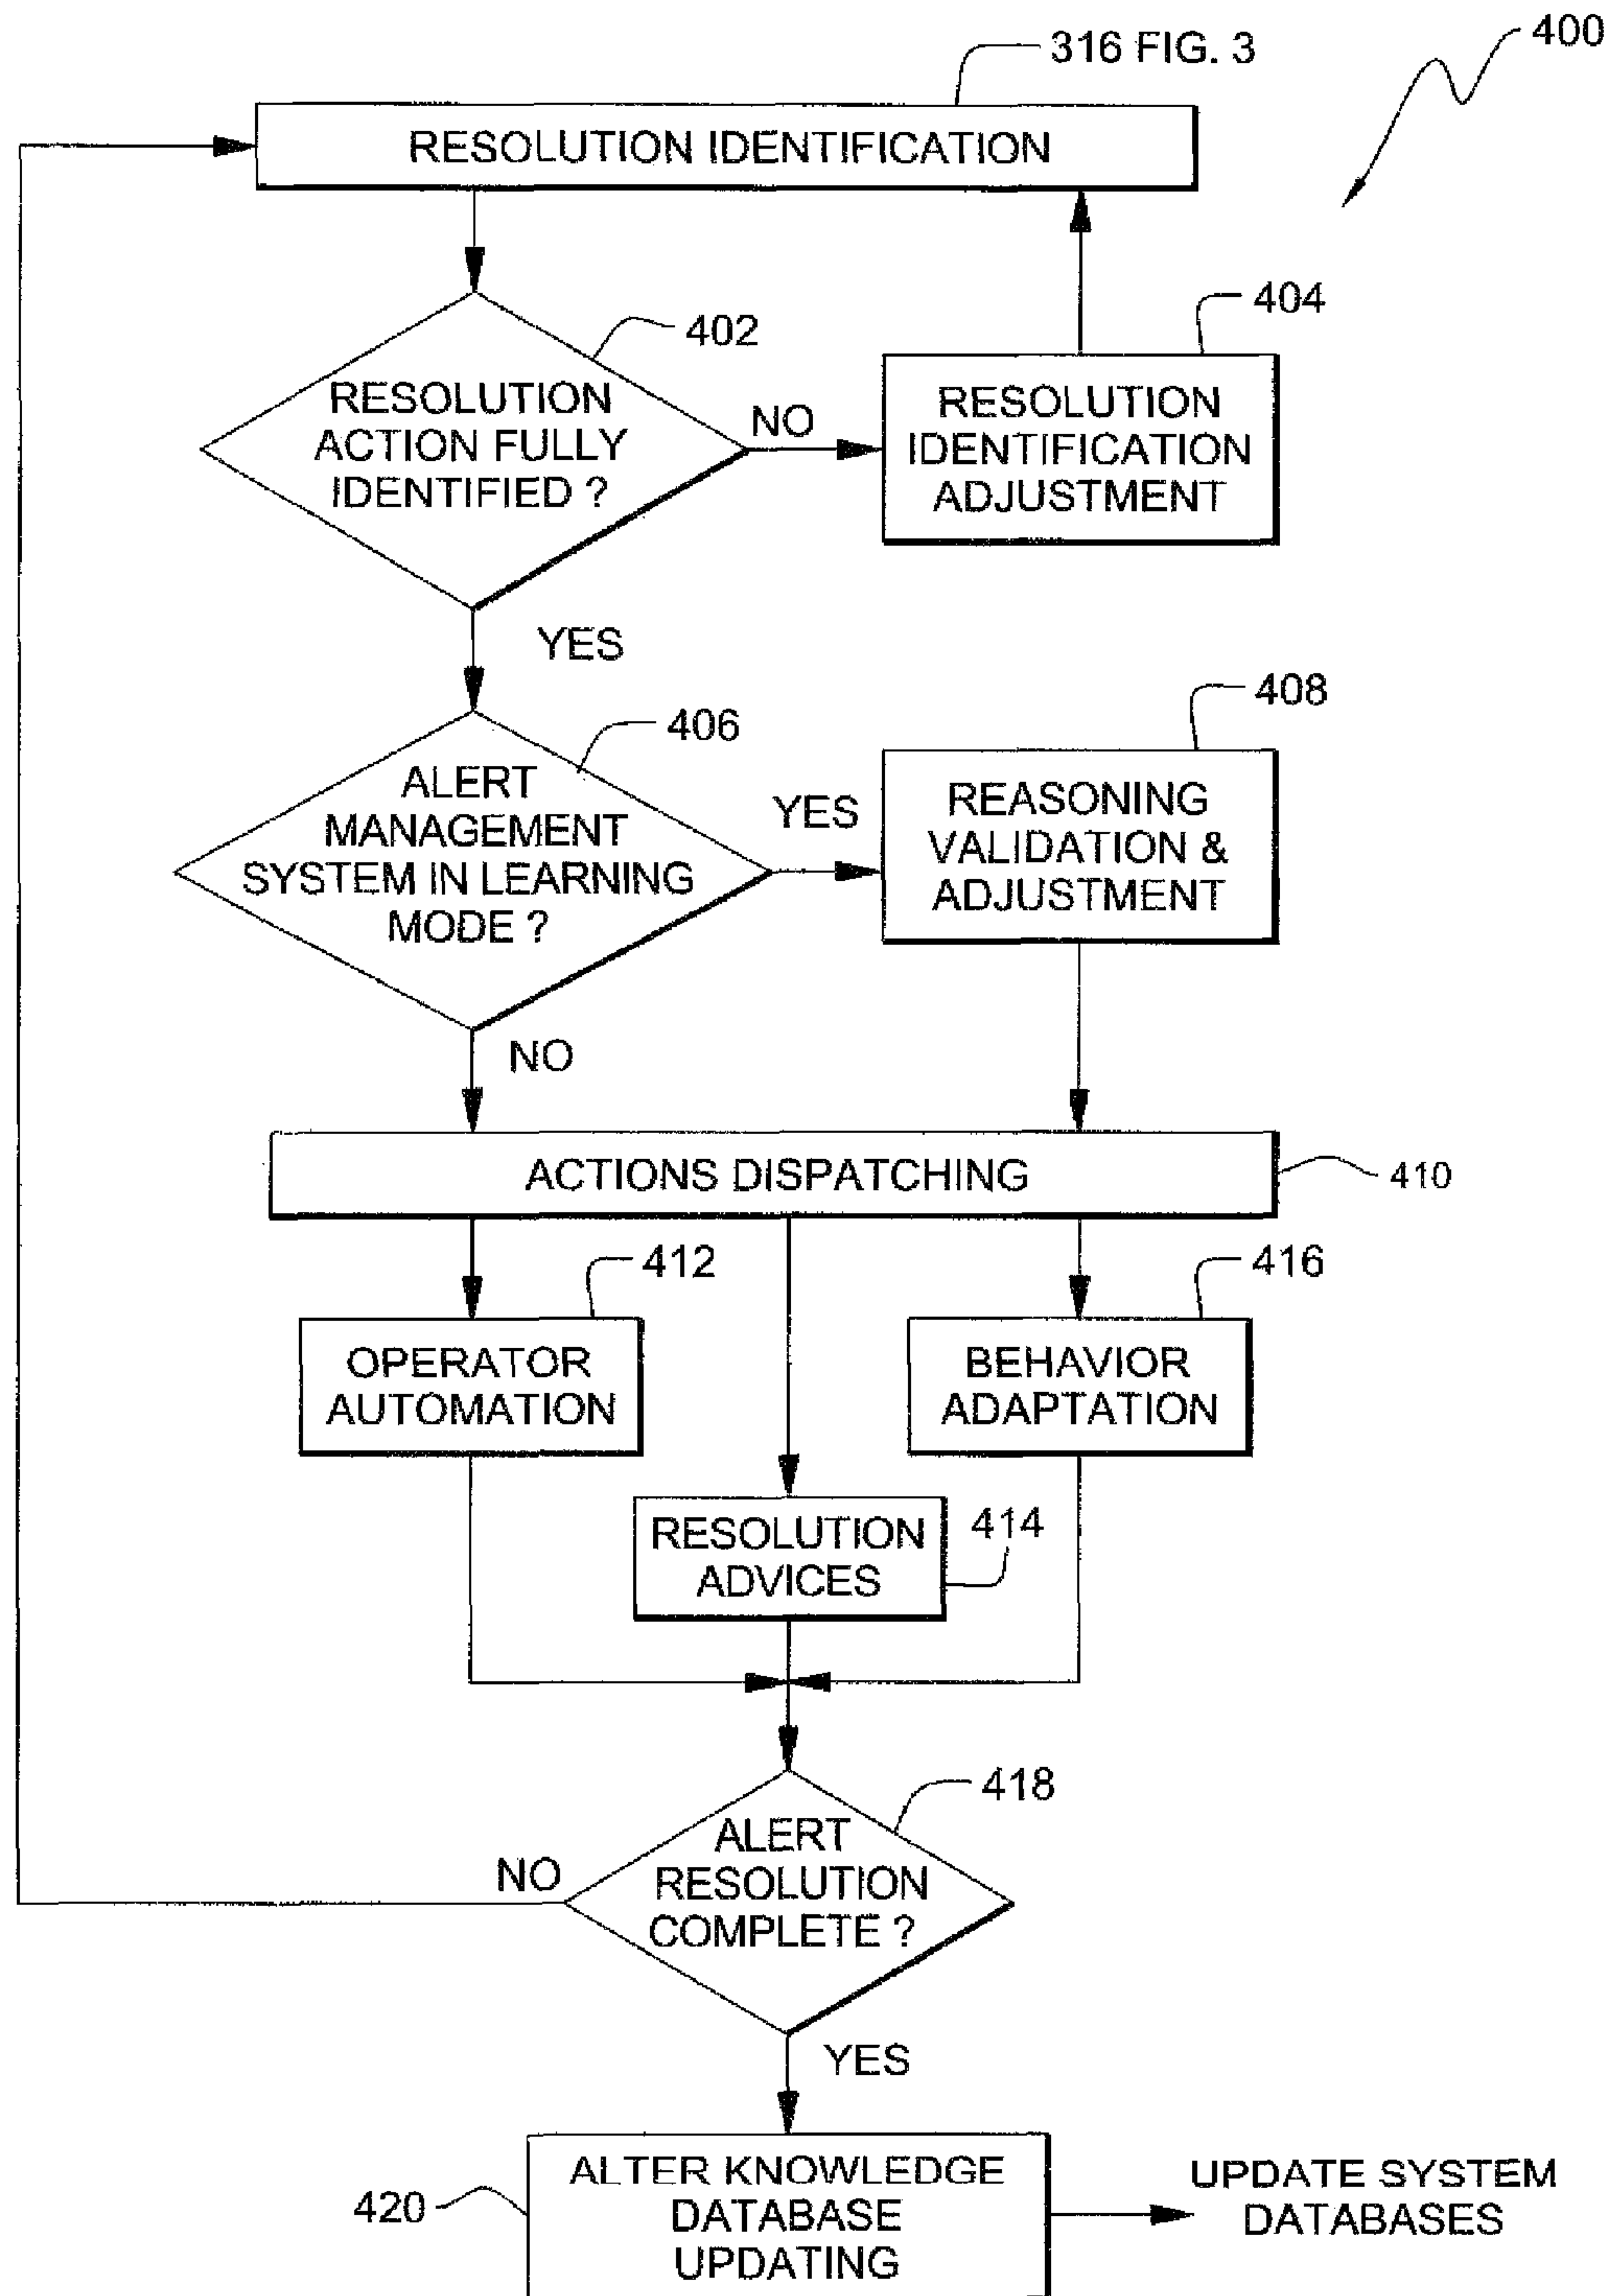 400
316 FIG. 3
RESOLUTION IDENTIFICATION
402
RESOLUTION
ACTION FULLY
IDENTIFIED ?
NO
404
RESOLUTION
IDENTIFICATION
ADJUSTMENT
YES
406
ALERT
MANAGEMENT
SYSTEM IN LEARNING
MODE ?
YES
408
REASONING
VALIDATION &
ADJUSTMENT
NO
ACTIONS DISPATCHING
410
412
OPERATOR
AUTOMATION
416
BEHAVIOR
ADAPTATION
RESOLUTION
ADVICES
414
418
ALERT
RESOLUTION
COMPLETE ?
NO
YES
420
ALTER KNOWLEDGE
DATABASE
UPDATING
UPDATE SYSTEM
DATABASES